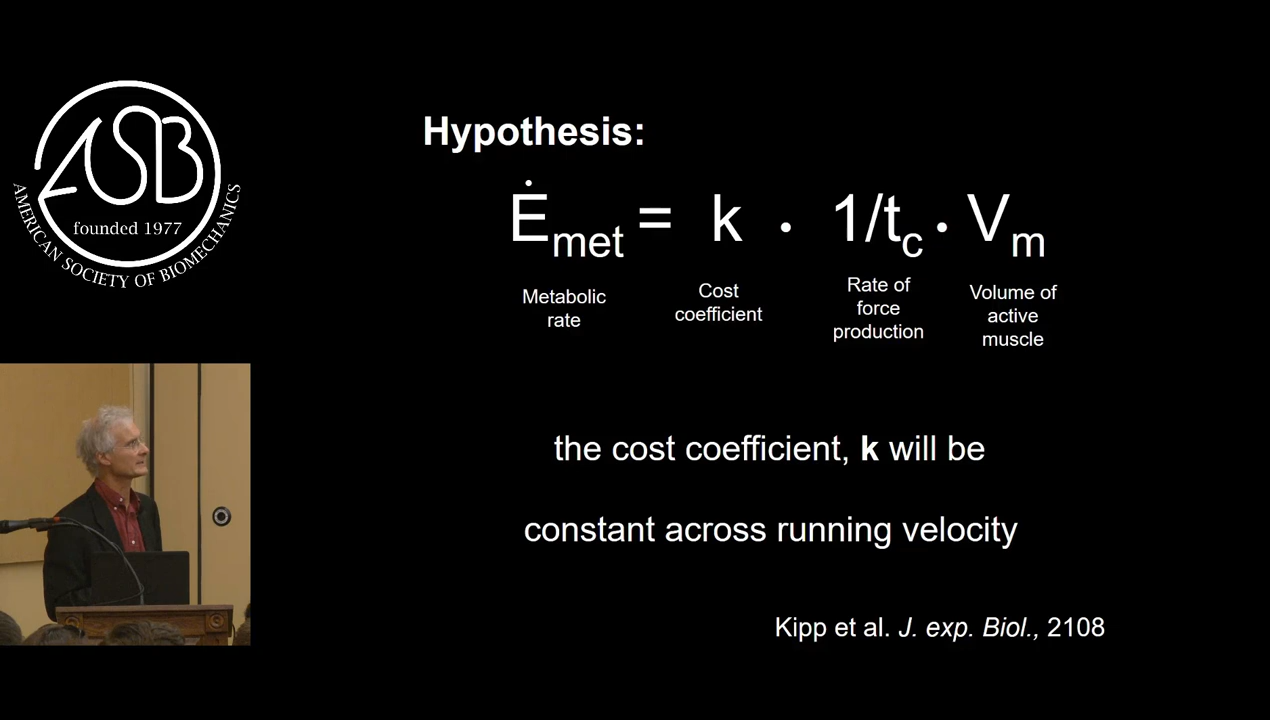 ASB
founded 1977
AMERICAN SOCIETY OF BIOMECHANICS
Hypothesis:
Ėmet = k · 1/tc · Vm
Metabolic
rate
Cost
coefficient
Rate of
force
production
Volume of
active
muscle
the cost coefficient, k will be
constant across running velocity
Kipp et al. J. exp. Biol., 2108